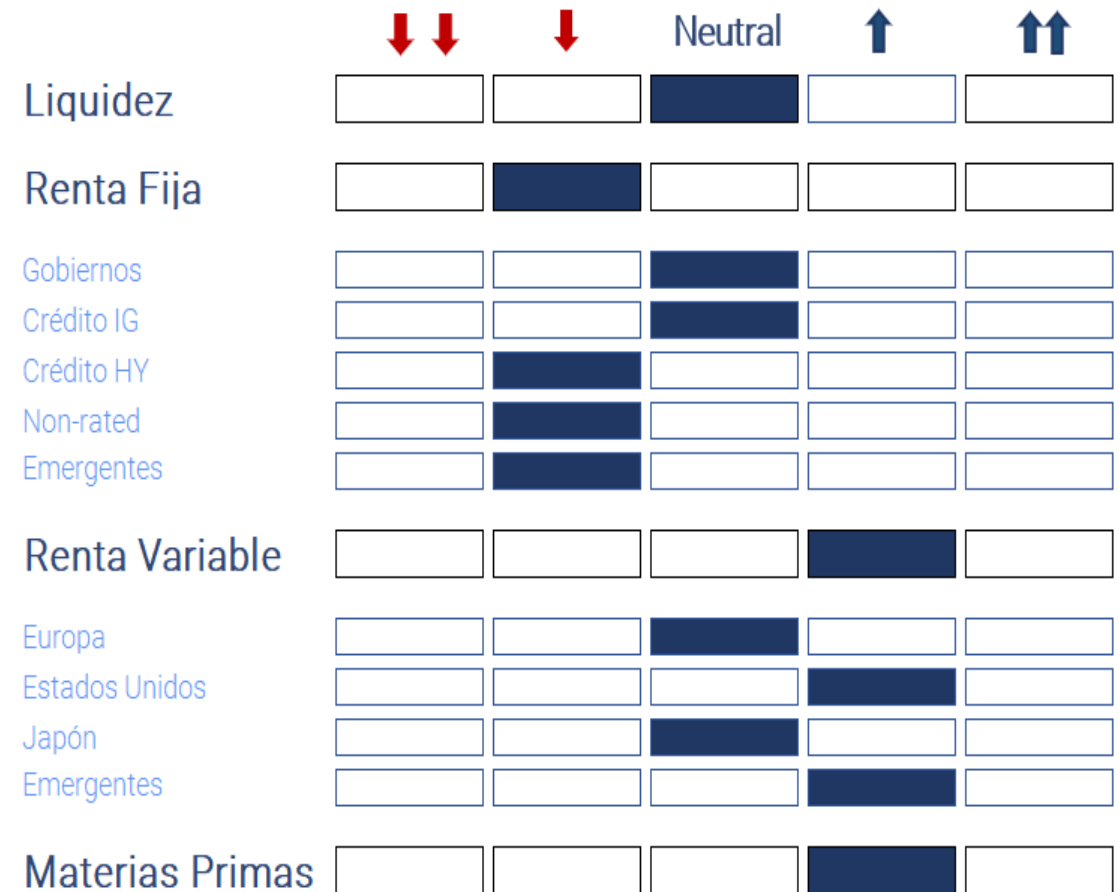 Neutral
Liquidez
Renta Fija
Gobiernos
Crédito IG
Crédito HY
Non-rated
Emergentes
Renta Variable
Europa
Estados Unidos
Japón
Emergentes
Materias Primas